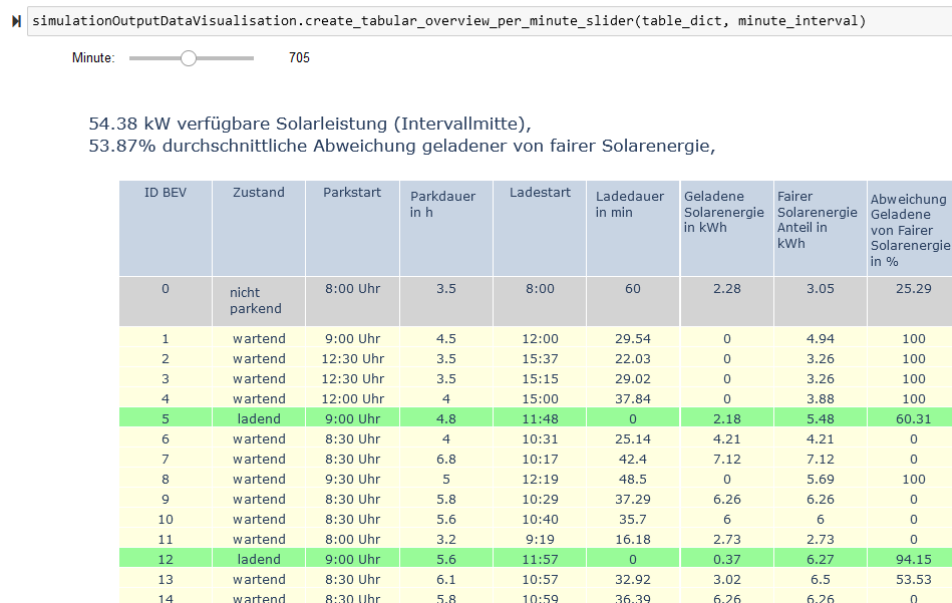 simulationOutputDataVisualisation.create_tabular_overview_per_minute_slider(table_dict, minute_interval)
Minute: 705
54.38 kW verfügbare Solarleistung (Intervallmitte),
53.87% durchschnittliche Abweichung geladener von fairer Solarenergie,
ID BEV Zustand Parkstart Parkdauer in h Ladestart Ladedauer in min Geladene Solarenergie in kWh Fairer Solarenergie Anteil in kWh Abweichung Geladene von Fairer Solarenergie in %
0 nicht parkend 8:00 Uhr 3.5 8:00 60 2.28 3.05 25.29
1 wartend 9:00 Uhr 4.5 12:00 29.54 0 4.94 100
2 wartend 12:30 Uhr 3.5 15:37 22.03 0 3.26 100
3 wartend 12:30 Uhr 3.5 15:15 29.02 0 3.26 100
4 wartend 12:00 Uhr 4 15:00 37.84 0 3.88 100
5 ladend 9:00 Uhr 4.8 11:48 0 2.18 5.48 60.31
6 wartend 8:30 Uhr 4 10:31 25.14 4.21 4.21 0
7 wartend 8:30 Uhr 6.8 10:17 42.4 7.12 7.12 0
8 wartend 9:30 Uhr 5 12:19 48.5 0 5.69 100
9 wartend 8:30 Uhr 5.8 10:29 37.29 6.26 6.26 0
10 wartend 8:30 Uhr 5.6 10:40 35.7 6 6 0
11 wartend 8:00 Uhr 3.2 9:19 16.18 2.73 2.73 0
12 ladend 9:00 Uhr 5.6 11:57 0 0.37 6.27 94.15
13 wartend 8:30 Uhr 6.1 10:57 32.92 3.02 6.5 53.53
14 wartend 8:30 Uhr 5.8 10:59 36.39 6.26 6.26 0